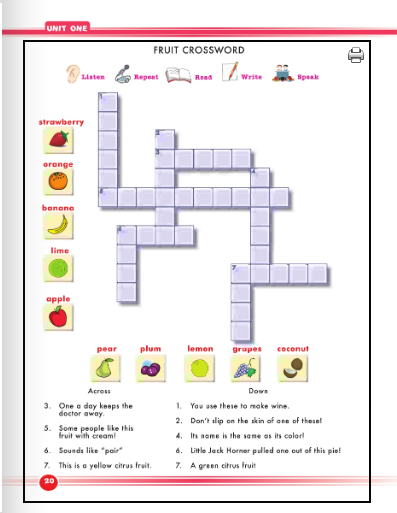 UNIT ONE
FRUIT CROSSWORD
Listen Repeat Read Write Speak
strawberry
orange
banana
lime
apple
1
2
3
4
5
6
7
pear plum lemon grapes coconut
Across
3. One a day keeps the
doctor away.
5. Some people like this
fruit with cream!
6. Sounds like "pair"
7. This is a yellow citrus fruit.
Down
1. You use these to make wine.
2. Don't slip on the skin of one of these!
4. Its name is the same as its color!
6. Little Jack Horner pulled one out of this pie!
7. A green citrus fruit
20